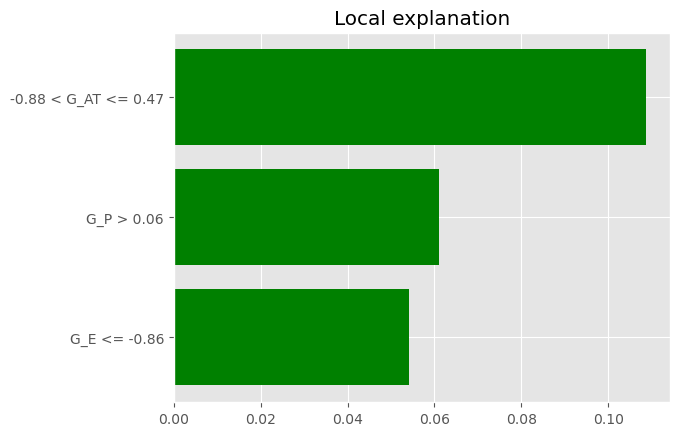 Local explanation
-0.88 < G_AT <= 0.47
G_P > 0.06
G_E <= -0.86
0.00 0.02 0.04 0.06 0.08 0.10